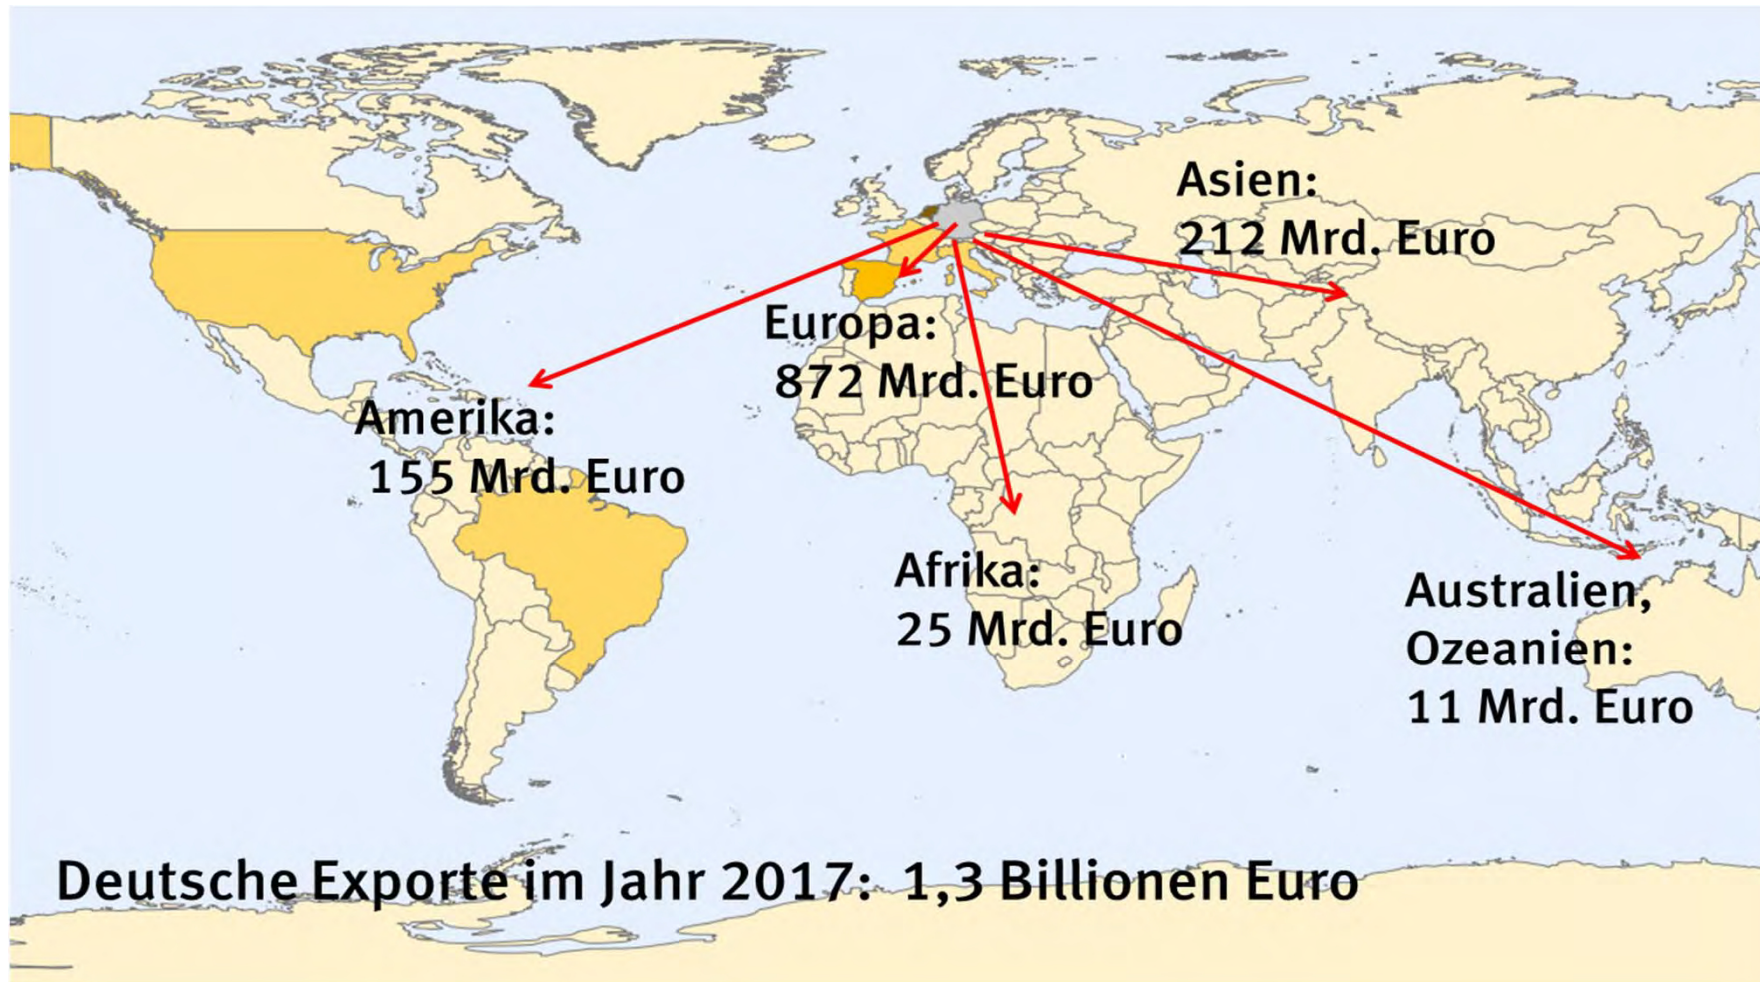 Asien:
212 Mrd. Euro
Europa:
872 Mrd. Euro
Amerika:
155 Mrd. Euro
Afrika:
25 Mrd. Euro
Australien,
Ozeanien:
11 Mrd. Euro
Deutsche Exporte im Jahr 2017: 1,3 Billionen Euro